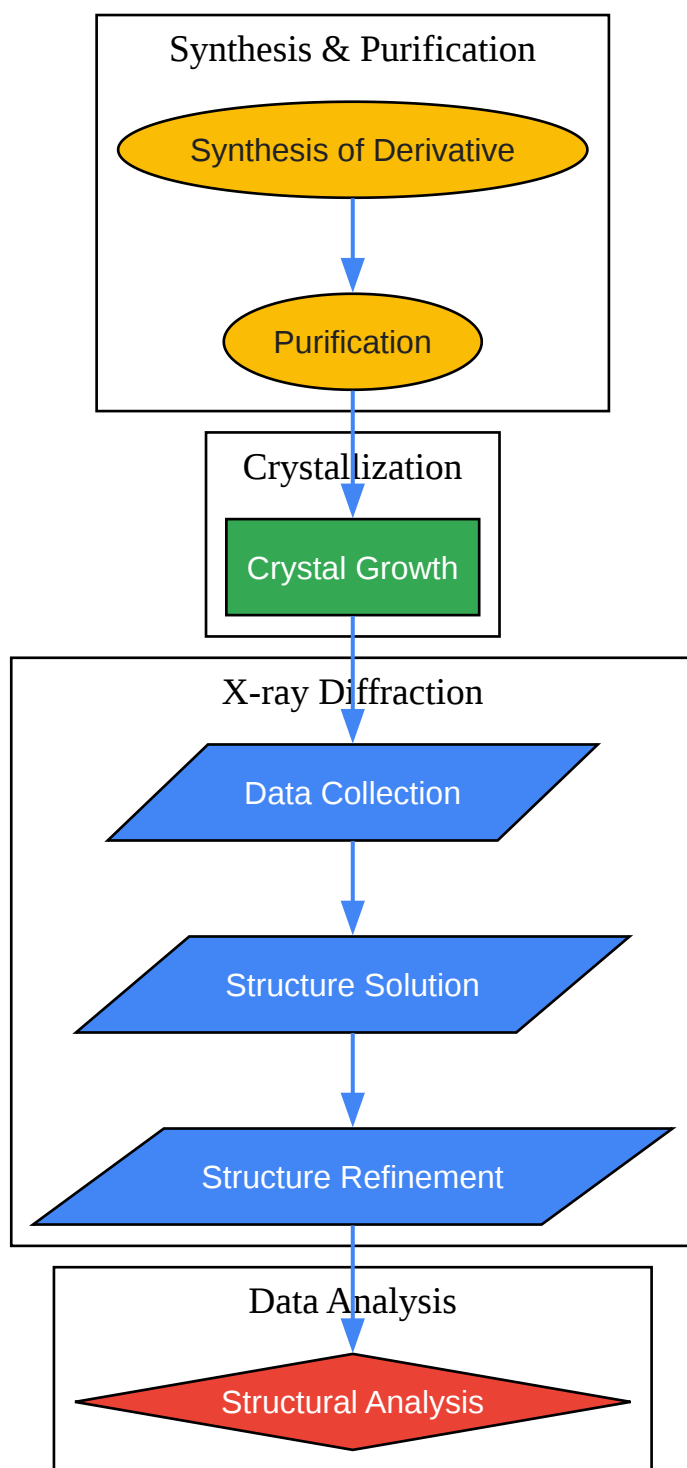 Synthesis & Purification
Synthesis of Derivative
Purification
Crystallization
Crystal Growth
X-ray Diffraction
Data Collection
Structure Solution
Structure Refinement
Data Analysis
Structural Analysis